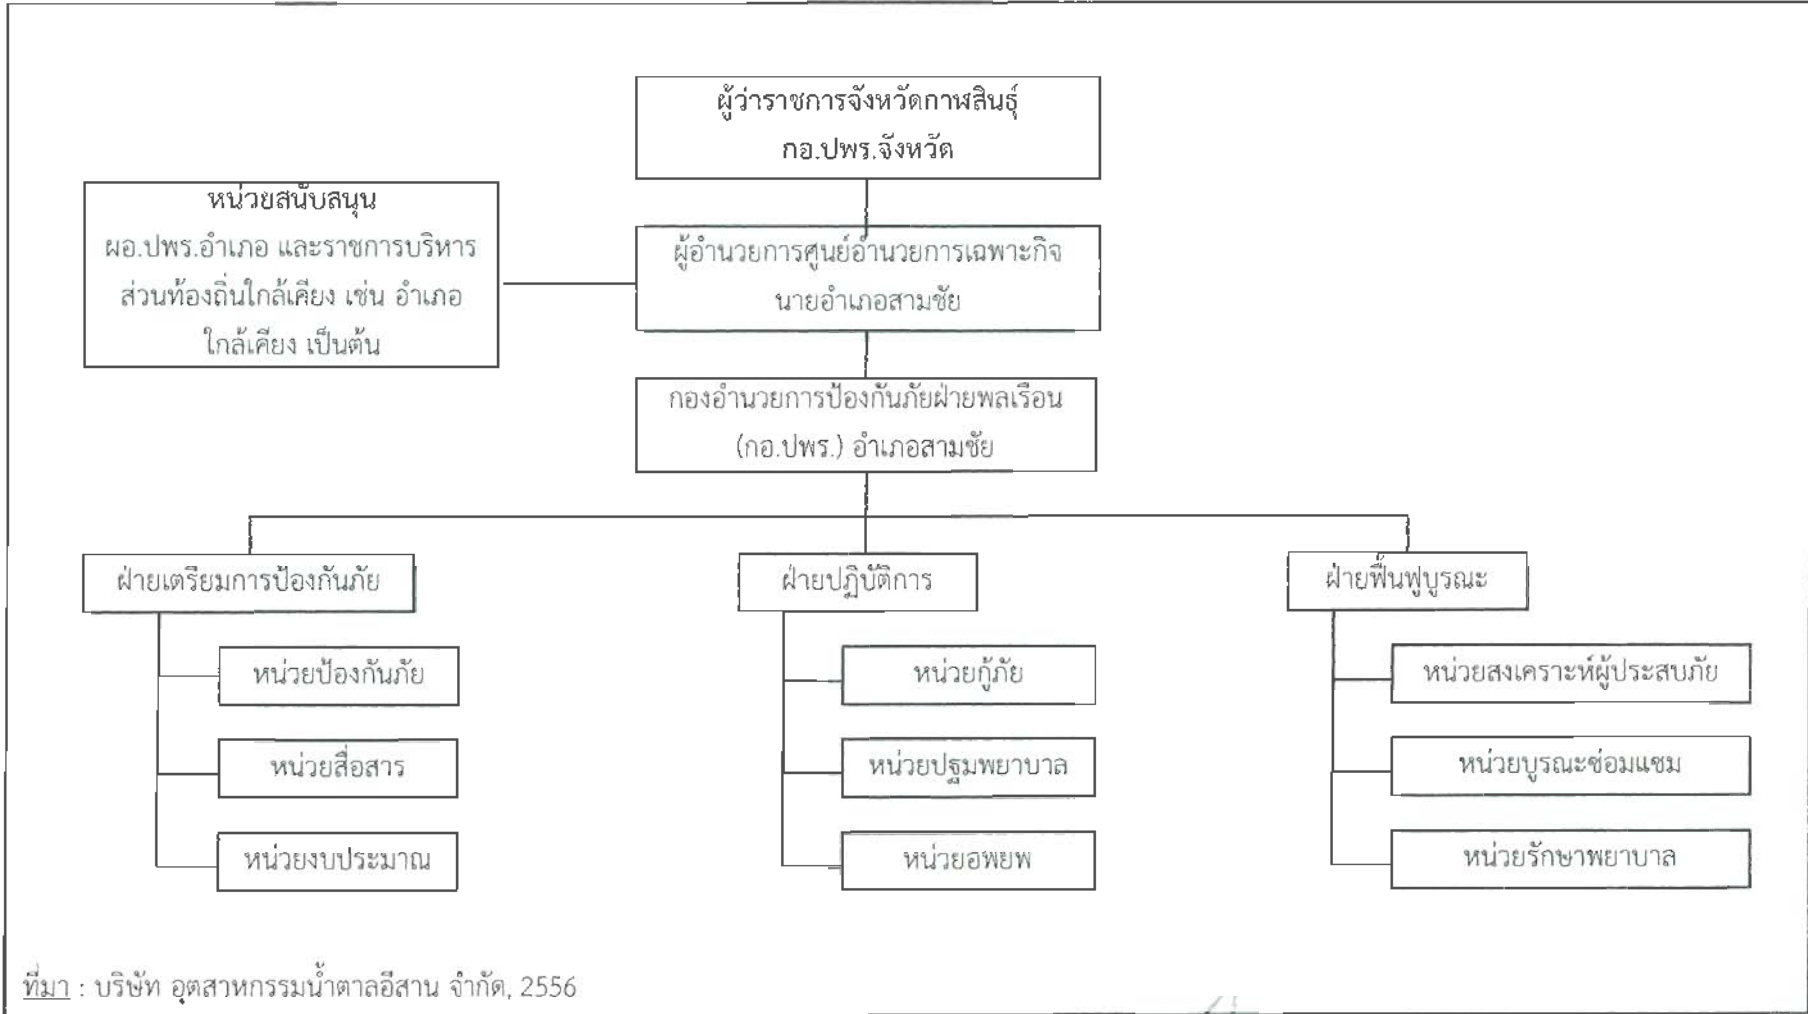 ผู้ว่าราชการจังหวัดกาฬสินธุ์
กอ.ปพร.จังหวัด
หน่วยสนับสนุน
ผอ.ปพร.อำเภอ และราชการบริหาร
ส่วนท้องถิ่นใกล้เคียง เช่น อำเภอ
ใกล้เคียง เป็นต้น
ผู้อำนวยการศูนย์อำนวยการเฉพาะกิจ
นายอำเภอสามชัย
กองอำนวยการป้องกันภัยฝ่ายพลเรือน
(กอ.ปพร.) อำเภอสามชัย
ฝ่ายเตรียมการป้องกันภัย
หน่วยป้องกันภัย
หน่วยสื่อสาร
หน่วยงบประมาณ
ฝ่ายปฏิบัติการ
หน่วยกู้ภัย
หน่วยปฐมพยาบาล
หน่วยอพยพ
ฝ่ายฟื้นฟูบูรณะ
หน่วยสงเคราะห์ผู้ประสบภัย
หน่วยบูรณะซ่อมแซม
หน่วยรักษาพยาบาล
ที่มา : บริษัท อุตสาหกรรมน้ำตาลอีสาน จำกัด, 2556